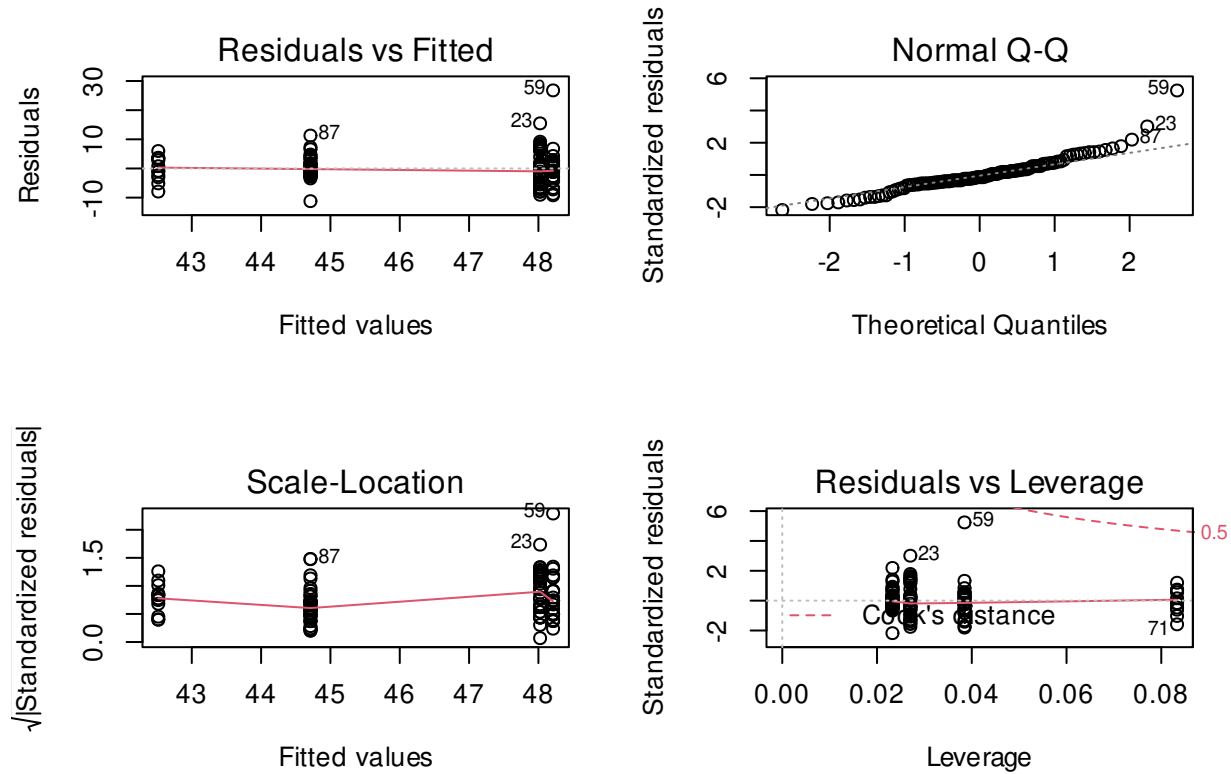 Residuals vs Fitted
Residuals
30
10
-10
59
23
87
43 44 45 46 47 48
Fitted values
Normal Q-Q
Standardized residuals
6
2
-2
59
23
87
-2 -1 0 1 2
Theoretical Quantiles
Scale-Location
√|Standardized residuals|
1.5
0.0
59
23
87
43 44 45 46 47 48
Fitted values
Residuals vs Leverage
Standardized residuals
6
2
-2
59
23
71
0.5
Cook's distance
0.00 0.02 0.04 0.06 0.08
Leverage